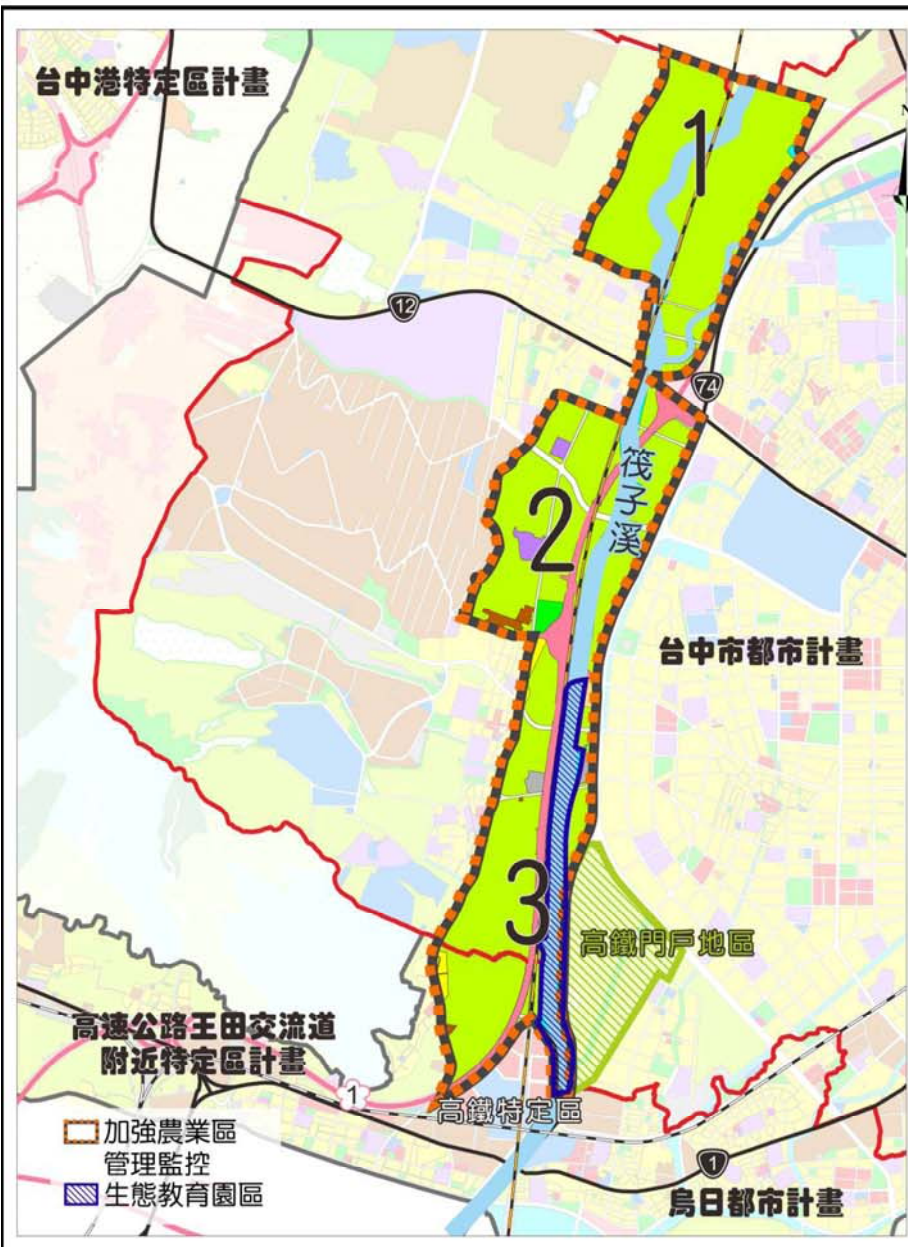 台中港特定區計畫
N
1
12
74
筏子溪
2
台中市都市計畫
3
高鐵門戶地區
高速公路王田交流道
附近特定區計畫
1
高鐵特定區
加強農業區
管理監控
生態教育園區
1
烏日都市計畫